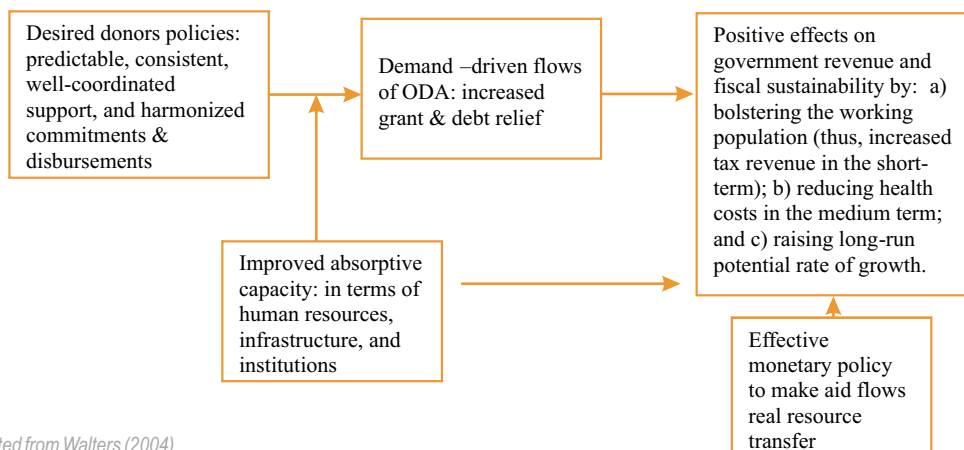 Desired donors policies:
predictable, consistent,
well-coordinated
support, and harmonized
commitments &
disbursements
Demand –driven flows
of ODA: increased
grant & debt relief
Positive effects on
government revenue and
fiscal sustainability by: a)
bolstering the working
population (thus, increased
tax revenue in the short-
term); b) reducing health
costs in the medium term;
and c) raising long-run
potential rate of growth.
Improved absorptive
capacity: in terms of
human resources,
infrastructure, and
institutions
Effective
monetary policy
to make aid flows
real resource
transfer
from Walters (2004)